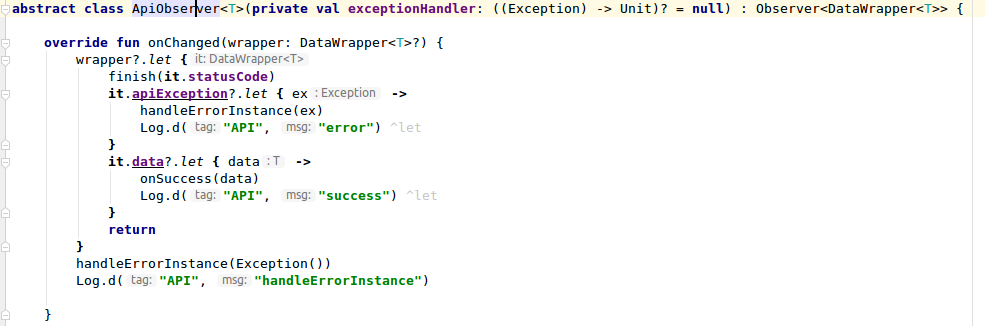 abstract class ApiObserver<T>(private val exceptionHandler: ((Exception) -> Unit)? = null) : Observer<DataWrapper<T>> {
override fun onChanged(wrapper: DataWrapper<T>?) {
wrapper?.let { it: DataWrapper<T>
finish(it.statusCode)
it.apiException?.let { ex : Exception ->
handleErrorInstance(ex)
Log.d( tag: "API", msg: "error") ^let
}
it.data?.let { data : T ->
onSuccess(data)
Log.d( tag: "API", msg: "success") ^let
}
return
}
handleErrorInstance(Exception())
Log.d( tag: "API", msg: "handleErrorInstance")
}